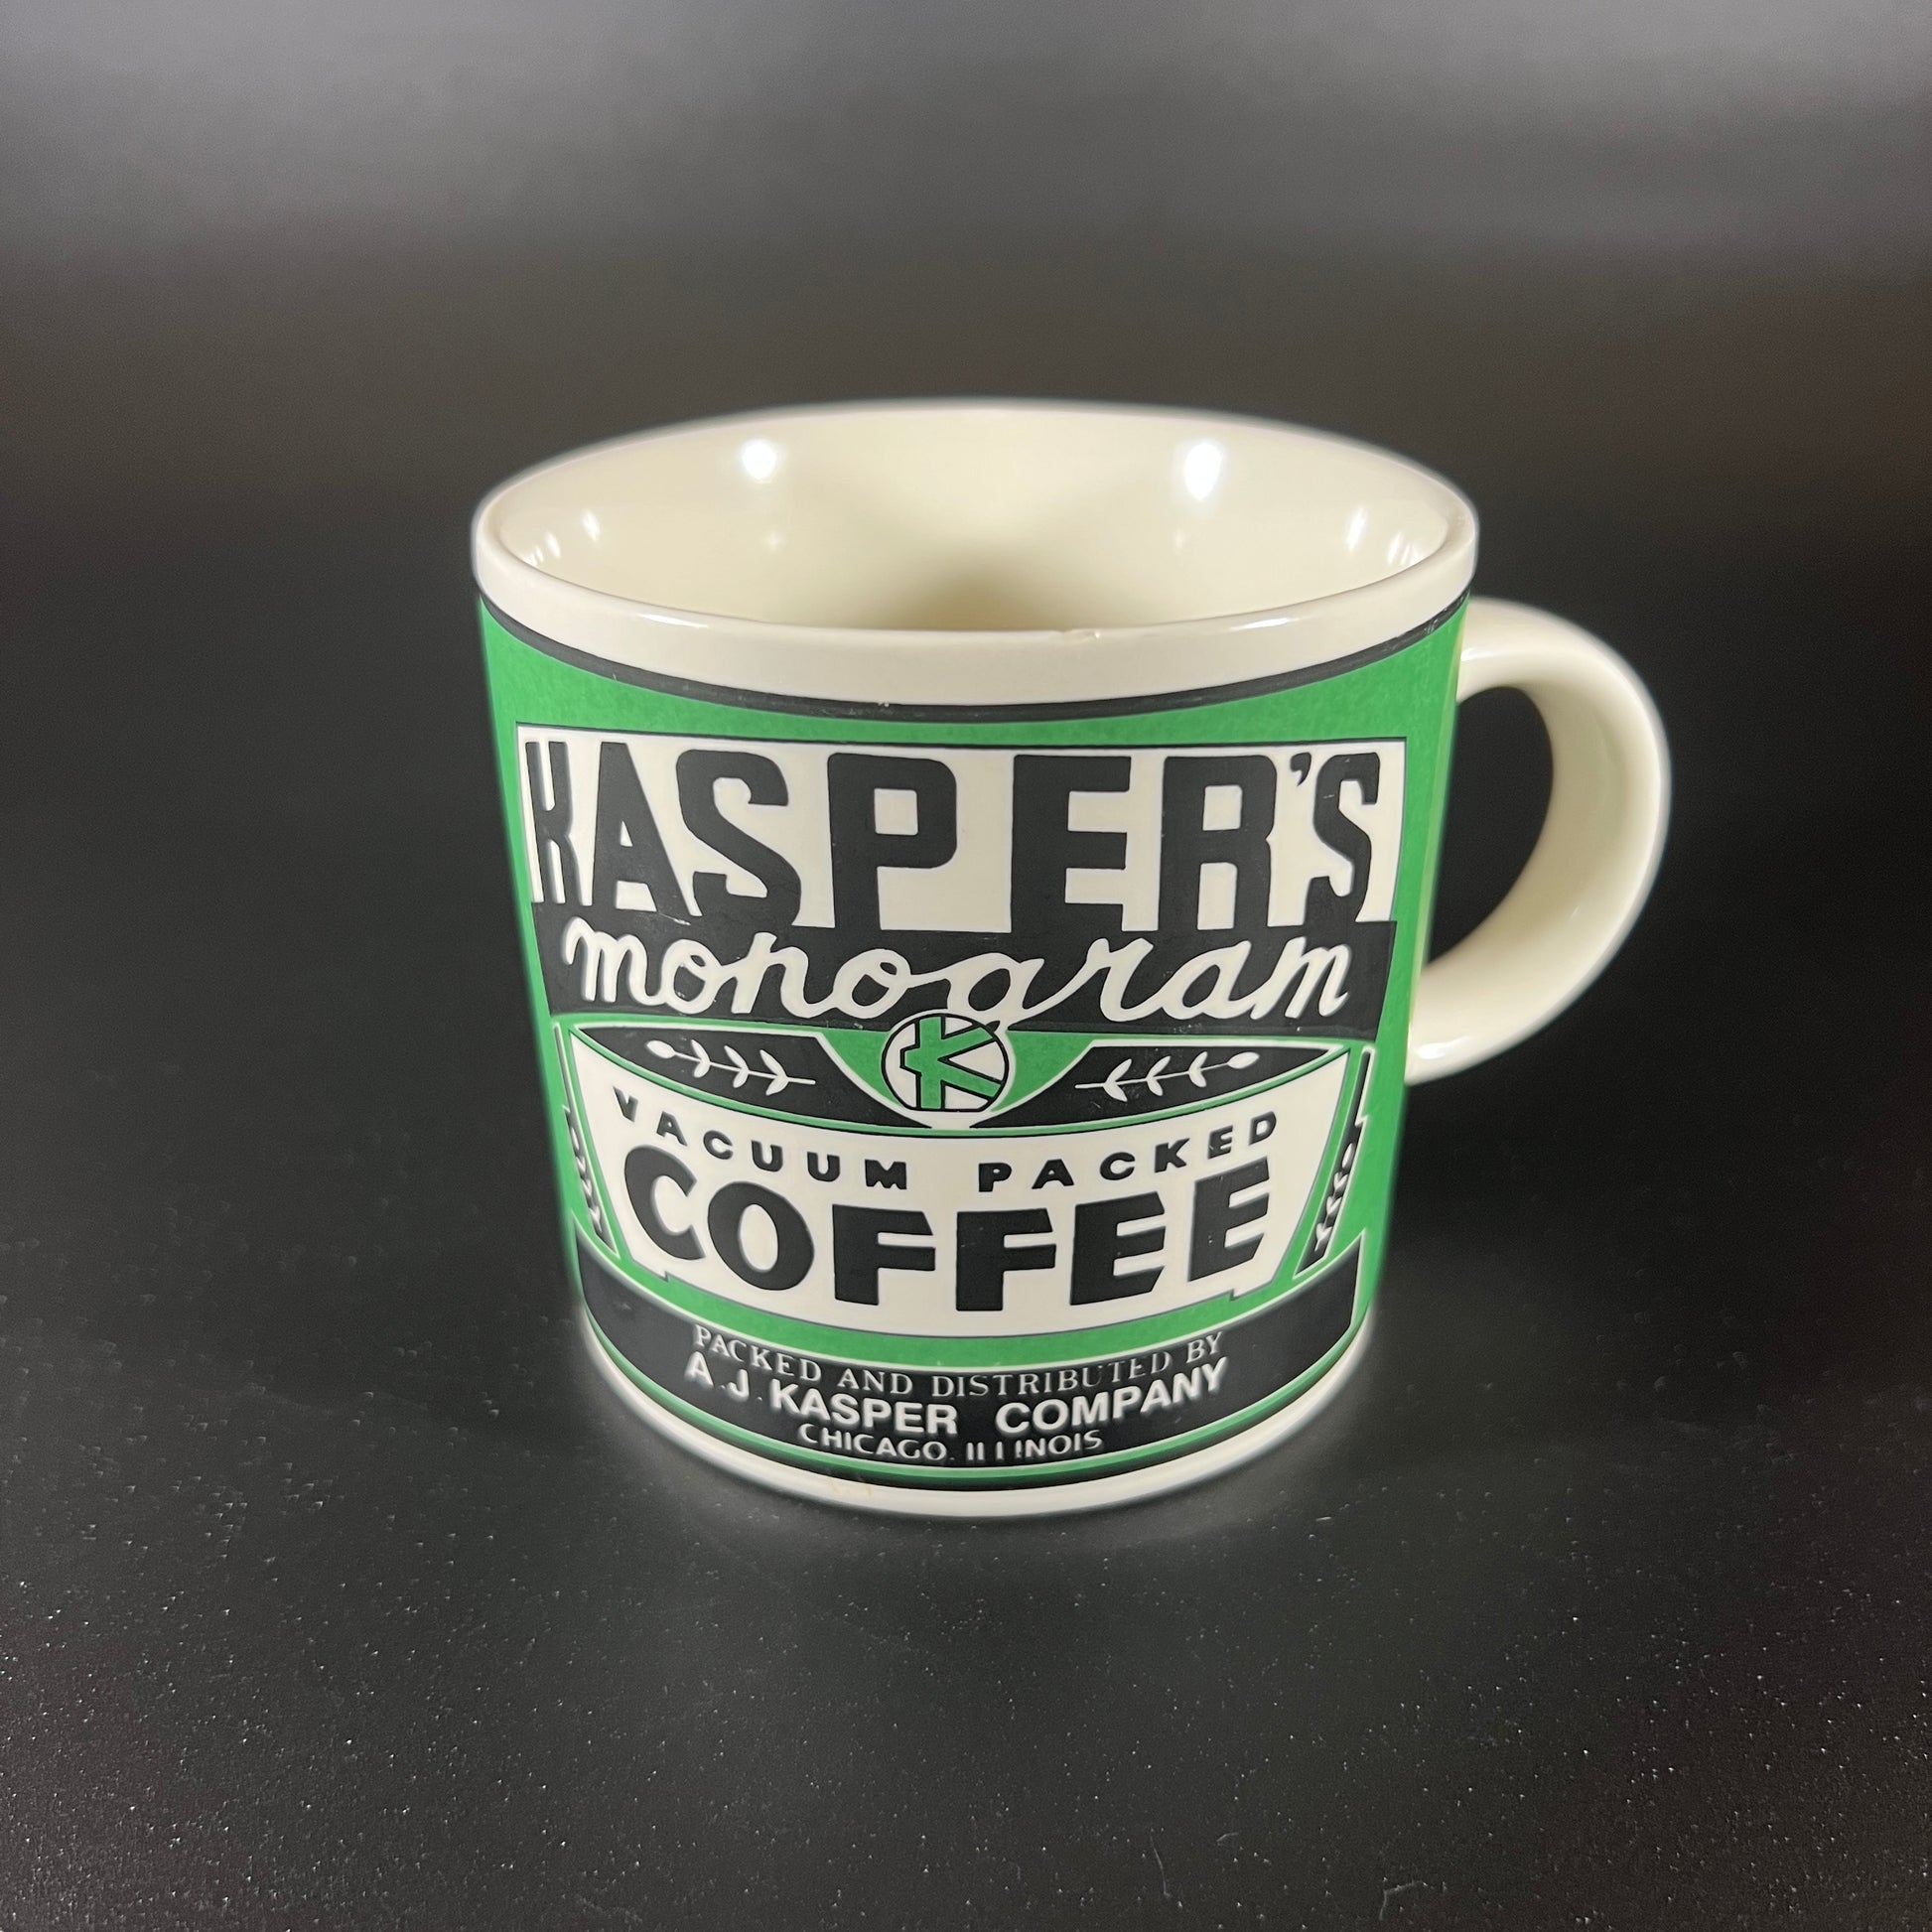 KASPER'S
monogram
K
VACUUM PACKED
COFFEE
PACKED AND DISTRIBUTED BY
A.J. KASPER COMPANY
CHICAGO. ILLINOIS